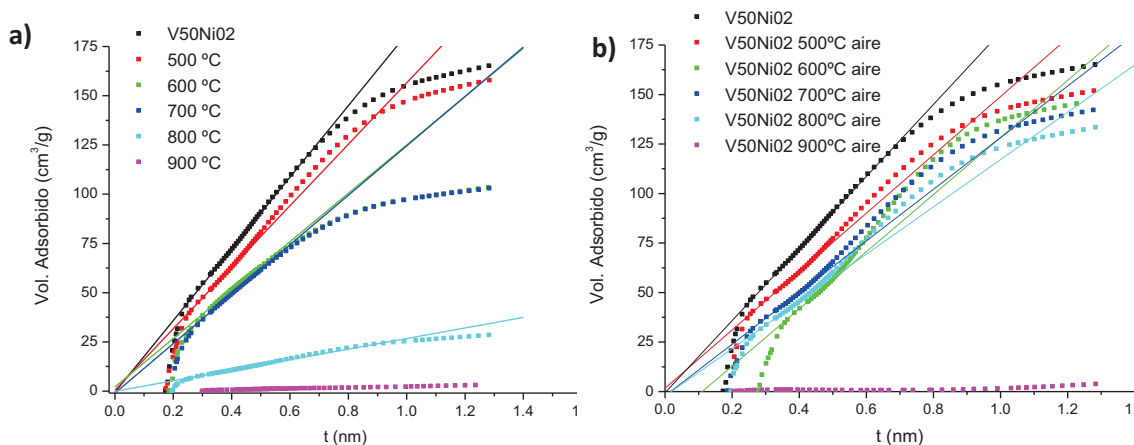 a)
V50Ni02
500 ºC
600 ºC
700 ºC
800 ºC
900 ºC
175
150
125
100
75
50
25
0
0.0 0.2 0.4 0.6 0.8 1.0 1.2 1.4 1
Vol. Adsorbido (cm³/g)
t (nm)
b)
V50Ni02
V50Ni02 500ºC aire
V50Ni02 600ºC aire
V50Ni02 700ºC aire
V50Ni02 800ºC aire
V50Ni02 900ºC aire
175
150
125
100
75
50
25
0
0.0 0.2 0.4 0.6 0.8 1.0 1.2 1.
Vol. Adsorbido (cm³/g)
t (nm)